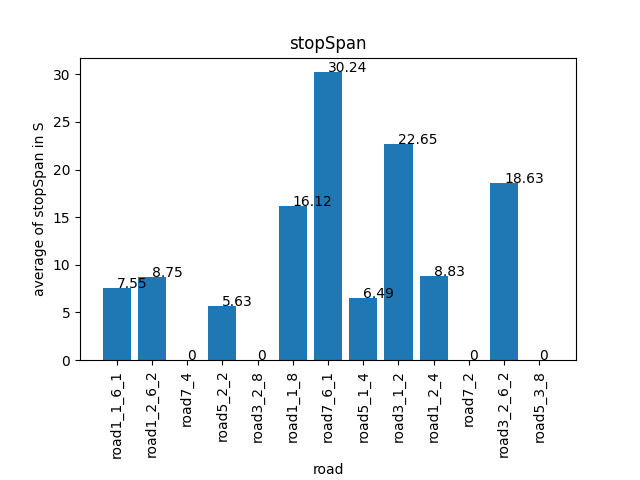 stopSpan
average of stopSpan in S
30
25
20
15
10
5
0
7.55
8.75
0
5.63
0
16.12
30.24
6.49
22.65
8.83
0
18.63
0
road1_1_6_1
road1_2_6_2
road7_4
road5_2_2
road3_2_8
road1_1_8
road7_6_1
road5_1_4
road3_1_2
road1_2_4
road7_2
road3_2_6_2
road5_3_8
road